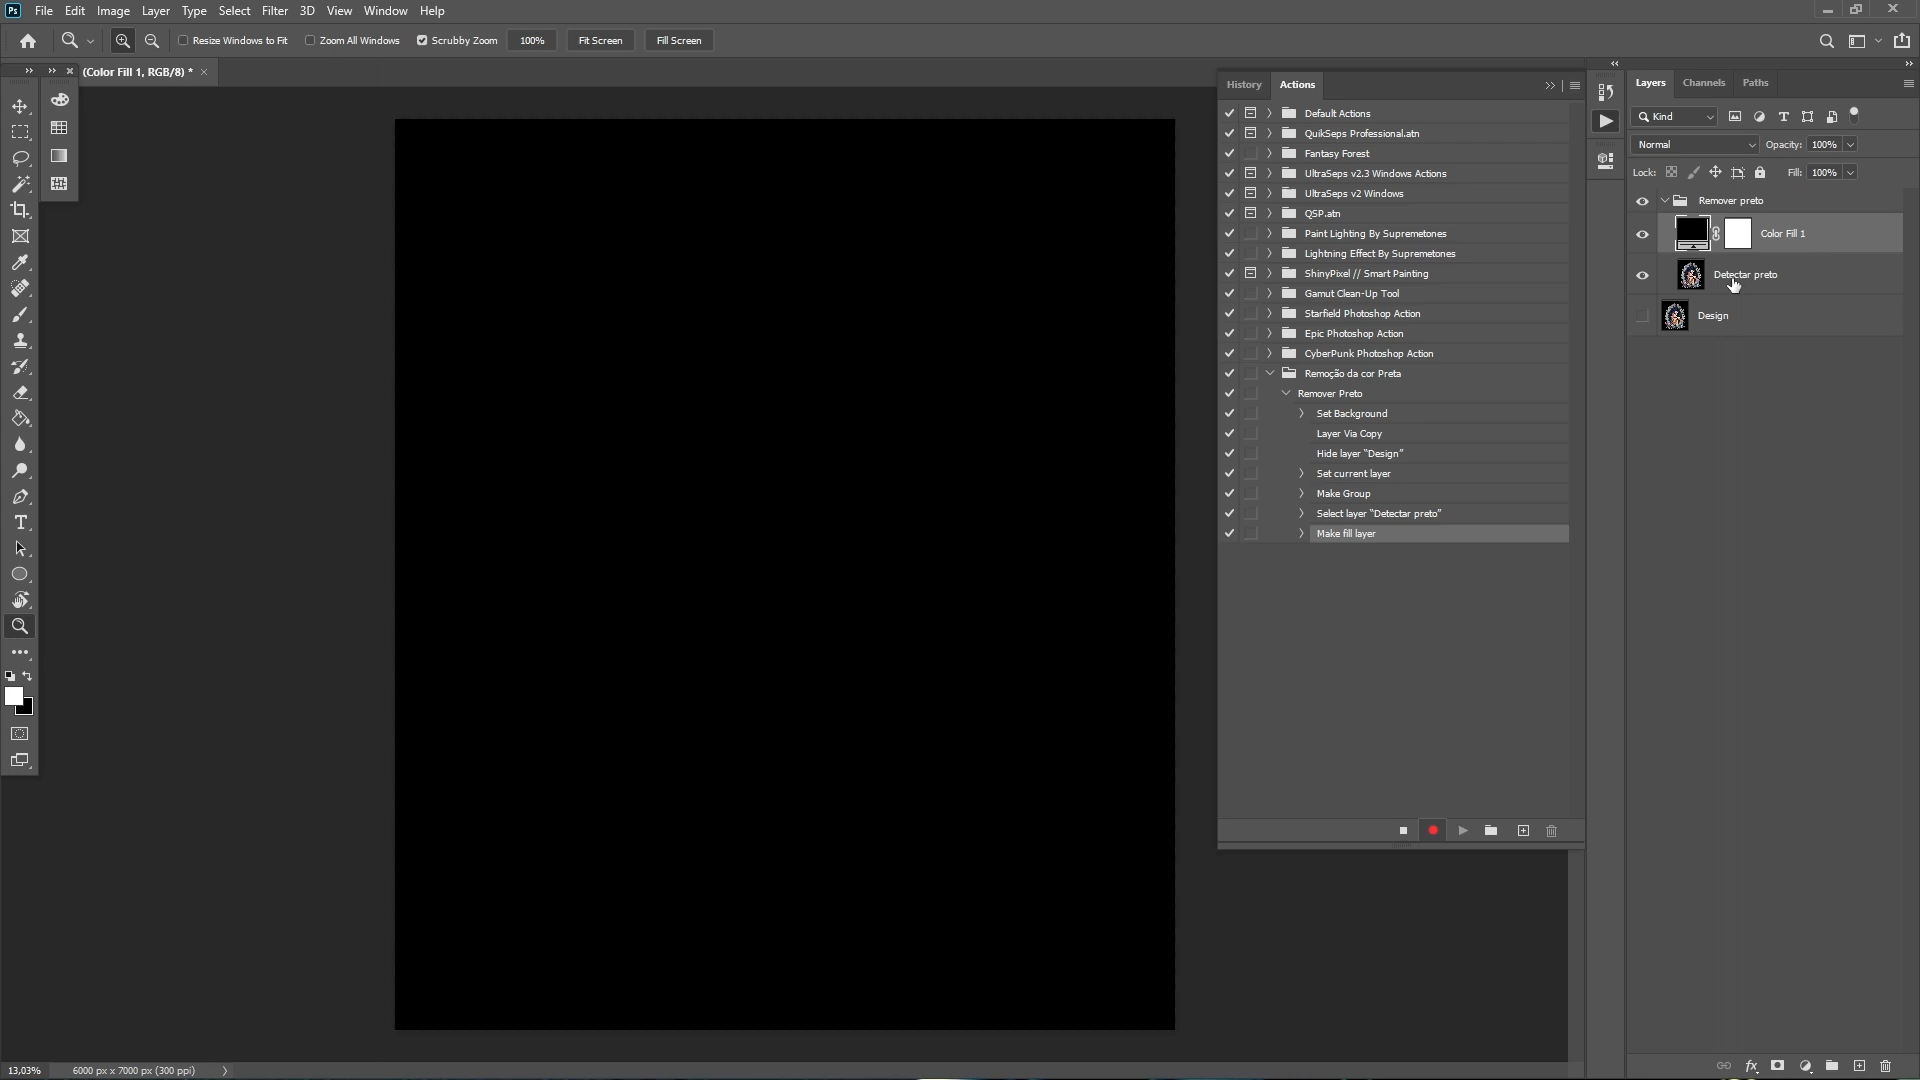 Ps File Edit Image Layer Type Select Filter 3D View Window Help
Resize Windows to Fit Zoom All Windows Scrubby Zoom 100% Fit Screen Fill Screen
(Color Fill 1, RGB/8) *
History Actions
Default Actions
QuikSeps Professional.atn
Fantasy Forest
UltraSeps v2.3 Windows Actions
UltraSeps v2 Windows
QSP.atn
Paint Lighting By Supremetones
Lightning Effect By Supremetones
ShinyPixel // Smart Painting
Gamut Clean-Up Tool
Starfield Photoshop Action
Epic Photoshop Action
CyberPunk Photoshop Action
Remoção da cor Preta
Remover Preto
Set Background
Layer Via Copy
Hide layer “Design”
Set current layer
Make Group
Select layer “Detectar preto”
Make fill layer
Layers Channels Paths
Kind
Normal Opacity: 100%
Lock: Fill: 100%
Remover preto
Color Fill 1
Detectar preto
Design
13,03% 6000 px x 7000 px (300 ppi)